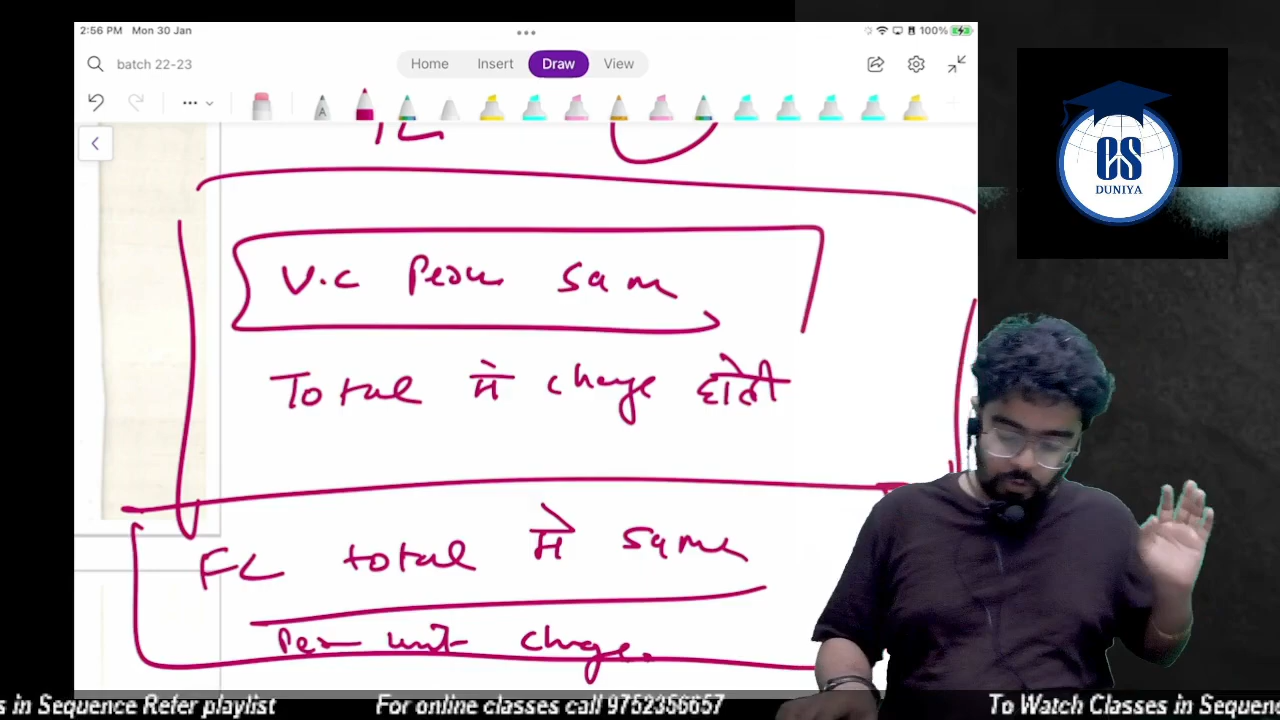 2:56 PM Mon 30 Jan
100%
batch 22-23
Home Insert Draw View
CS
DUNIYA
V.C Per same
Total में change होती
FC total में same
Per unit change.
s in Sequence Refer playlist For online classes call 9752356657 To Watch Classes in Sequenc